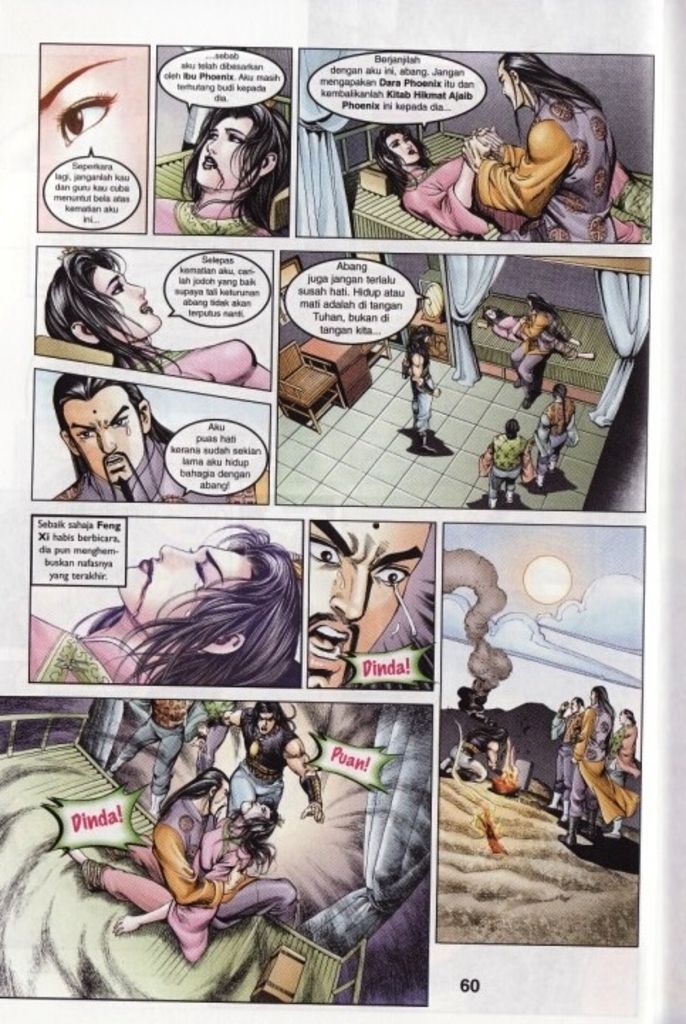 Seperkara
lagi, janganlah kau
dan guru kau cuba
menuntut bela atas
kematian aku
ini...
...sebab
aku telah dibesarkan
oleh Ibu Phoenix. Aku masih
terhutang budi kepada
dia.
Berjanjilah
dengan aku ini, abang. Jangan
mengapakan Dara Phoenix itu dan
kembalikanlah Kitab Hikmat Ajaib
Phoenix ini kepada dia...
Selepas
kematian aku, cari-
lah jodoh yang baik
supaya tali keturunan
abang tidak akan
terputus nanti.
Abang
juga jangan terlalu
susah hati. Hidup atau
mati adalah di tangan
Tuhan, bukan di
tangan kita...
Aku
puas hati
kerana sudah sekian
lama aku hidup
bahagia dengan
abang!
Sebaik sahaja Feng
Xi habis berbicara,
dia pun menghem-
buskan nafasnya
yang terakhir.
Dinda!
Puan!
Dinda!
60